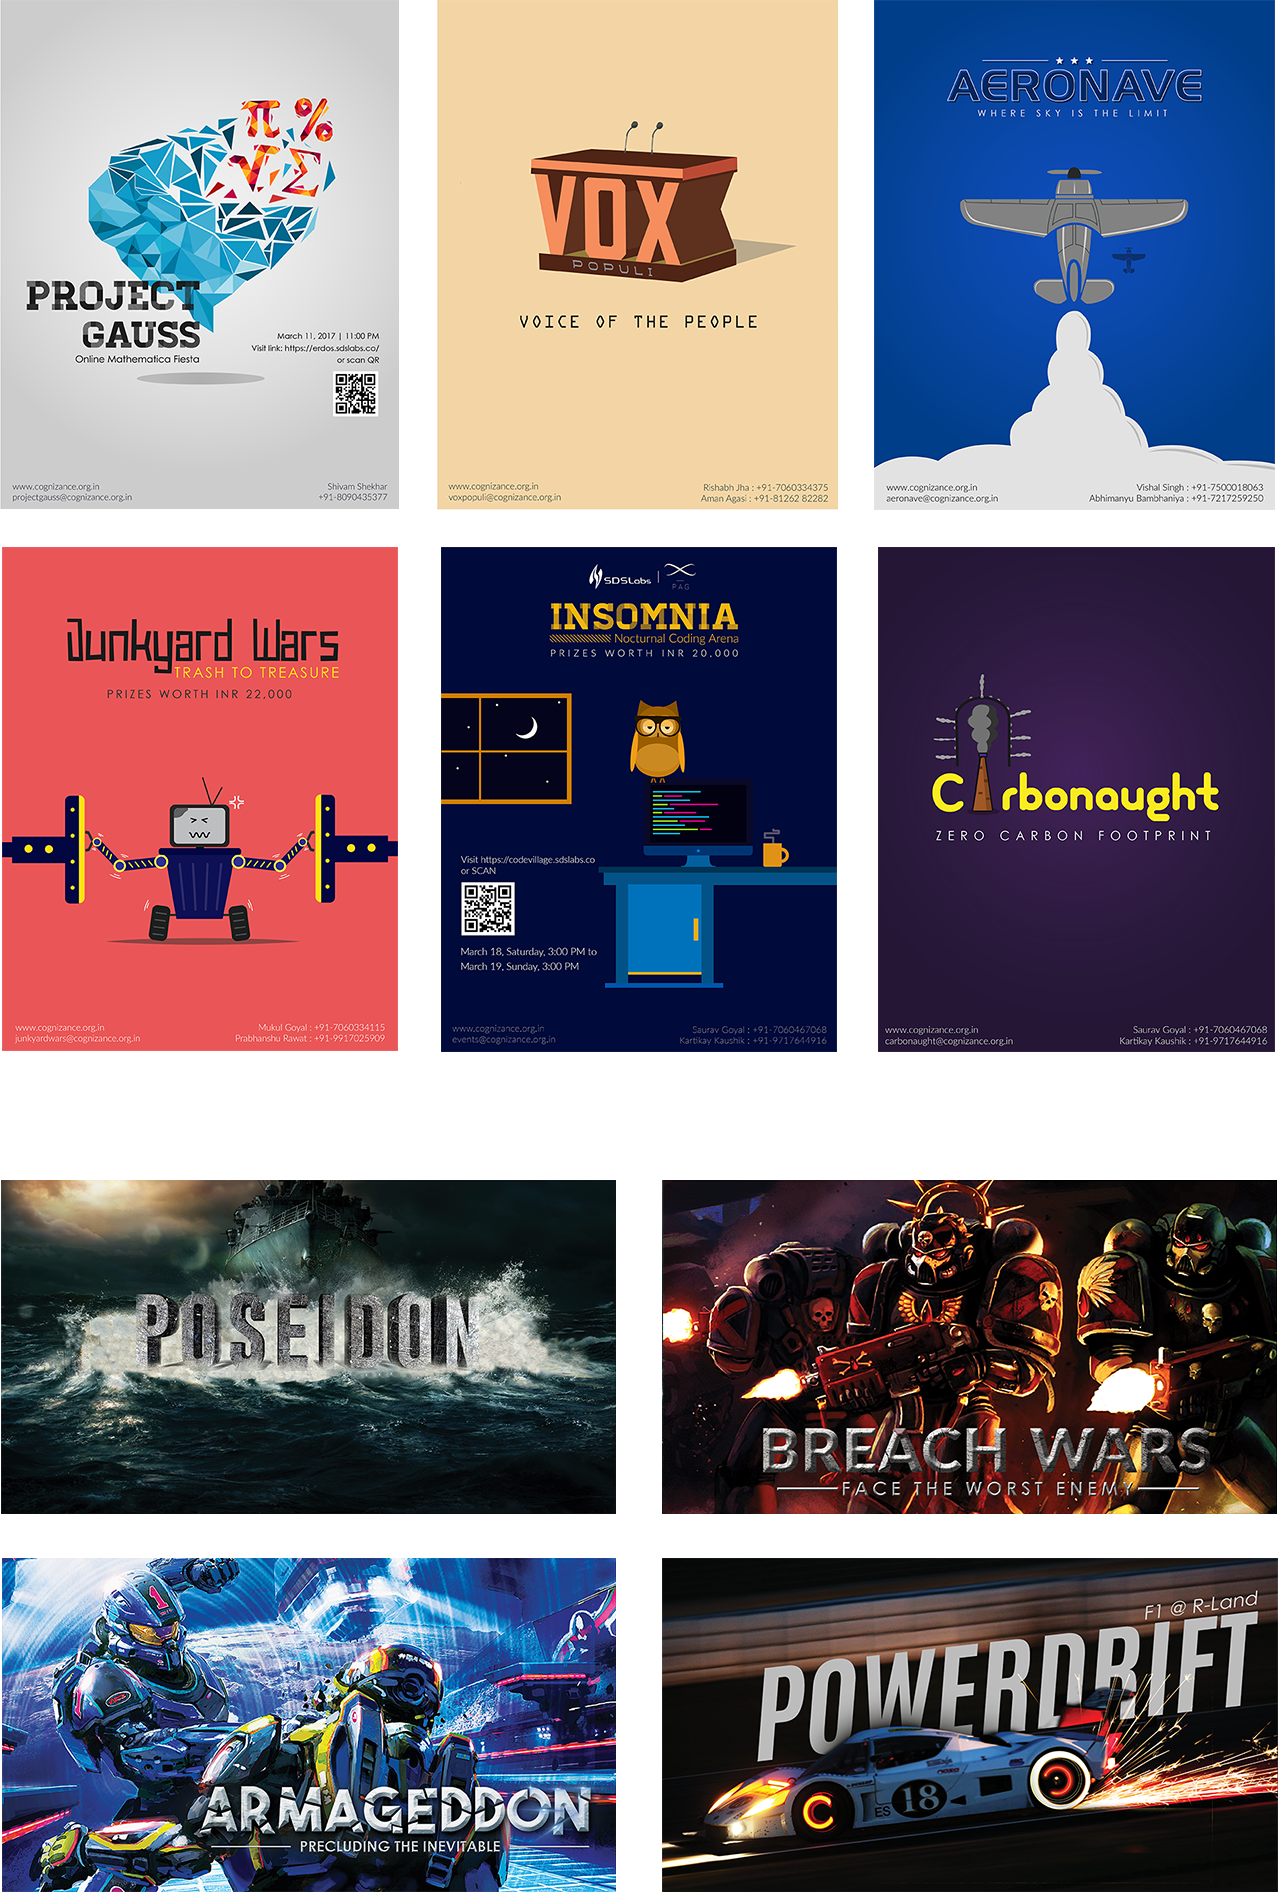 π %
√ Σ
PROJECT
GAUSS
Online Mathematica Fiesta
March 11, 2017 | 11:00 PM
Visit link: https://erdos.sdslabs.co/
or scan QR
www.cognizance.org.in
projectgauss@cognizance.org.in
Shivam Shekhar
+91-8090435377
VOX
POPULI
VOICE OF THE PEOPLE
www.cognizance.org.in
voxpopuli@cognizance.org.in
Rishabh Jha : +91-7060334375
Aman Agasi : +91-81262 82282
AERONAVE
WHERE SKY IS THE LIMIT
www.cognizance.org.in
aeronave@cognizance.org.in
Vishal Singh : +91-7500018063
Abhimanyu Bambhaniya : +91-7217259250
Junkyard Wars
TRASH TO TREASURE
PRIZES WORTH INR 22,000
www.cognizance.org.in
junkyardwars@cognizance.org.in
Mukul Goyal : +91-7060334115
Prabhanshu Rawat : +91-9917025909
SDSLabs | PAG
INSOMNIA
Nocturnal Coding Arena
PRIZES WORTH INR 20,000
Visit https://codevillage.sdslabs.co
or SCAN
March 18, Saturday, 3:00 PM to
March 19, Sunday, 3:00 PM
www.cognizance.org.in
events@cognizance.org.in
Saurav Goyal : +91-7060467068
Kartikay Kaushik : +91-9717644916
Carbonaught
ZERO CARBON FOOTPRINT
www.cognizance.org.in
carbonaught@cognizance.org.in
Saurav Goyal : +91-7060467068
Kartikay Kaushik : +91-9717644916
POSEIDON
BREACH WARS
FACE THE WORST ENEMY
1
ARMAGEDDON
PRECLUDING THE INEVITABLE
F1 @ R-Land
POWERDRIFT
ES 18